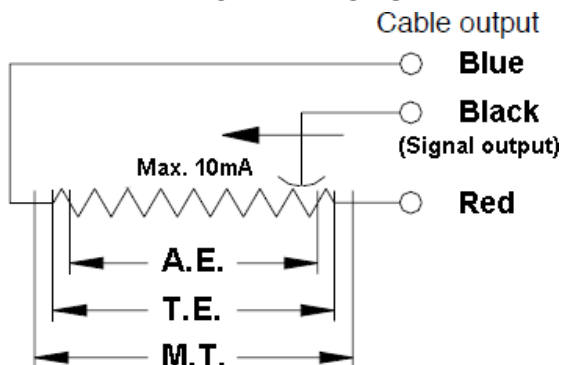 Cable output
Blue
Black
(Signal output)
Max. 10mA
Red
A.E.
T.E.
M.T.